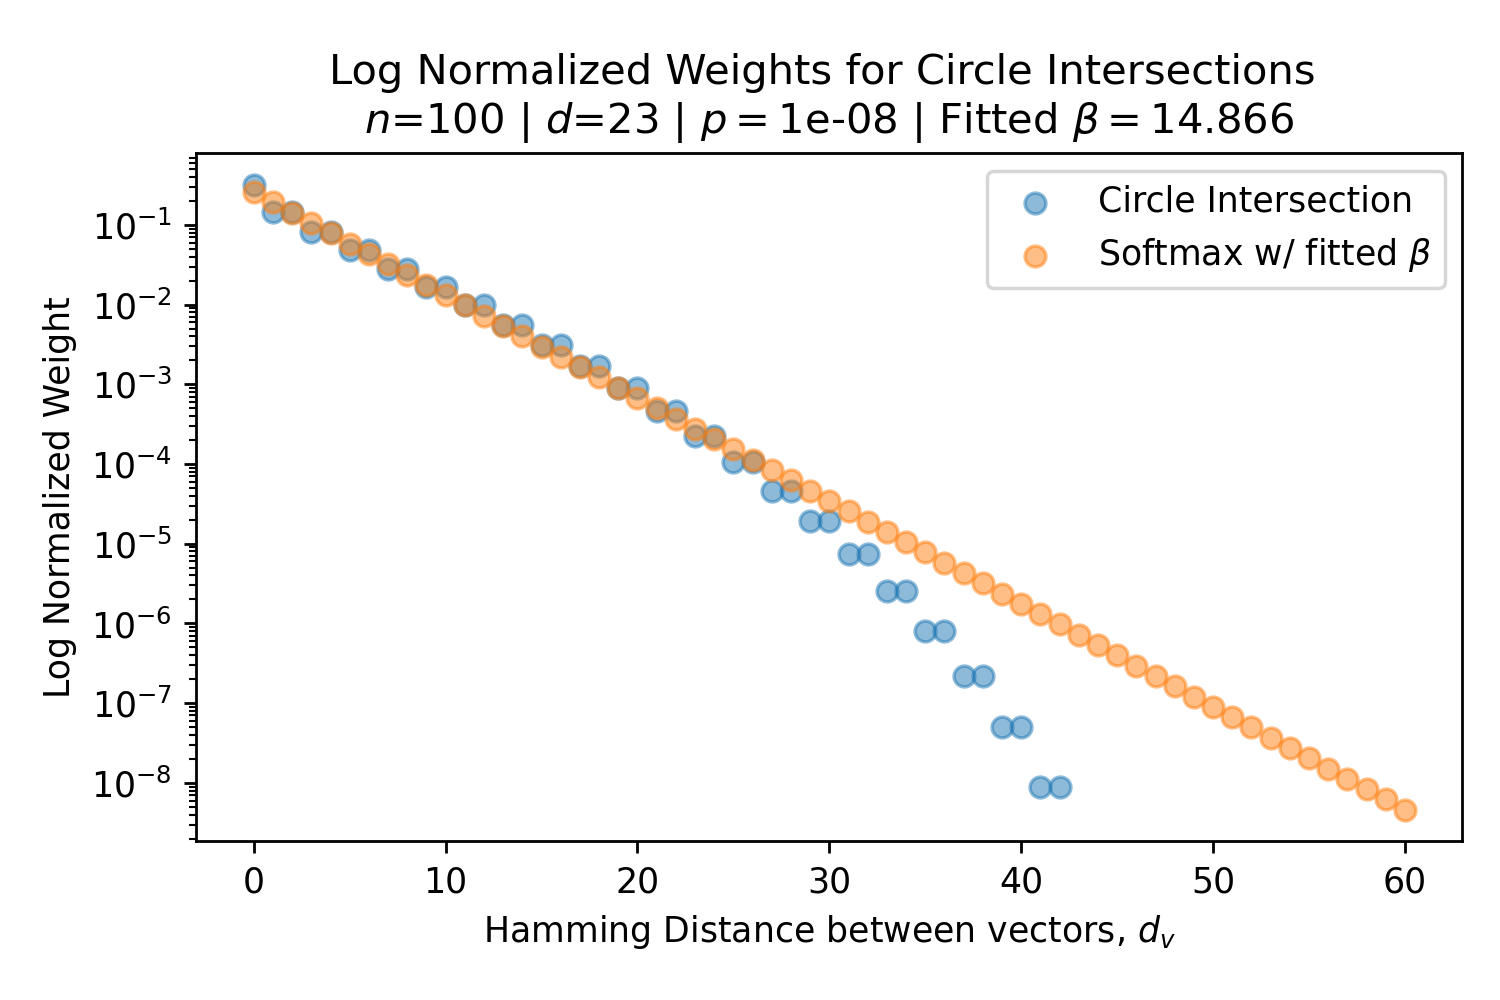 Log Normalized Weights for Circle Intersections
n=100 | d=23 | p = 1e-08 | Fitted β = 14.866
Circle Intersection
Softmax w/ fitted β
Log Normalized Weight
10⁻¹
10⁻²
10⁻³
10⁻⁴
10⁻⁵
10⁻⁶
10⁻⁷
10⁻⁸
0 10 20 30 40 50 60
Hamming Distance between vectors, dᵥ